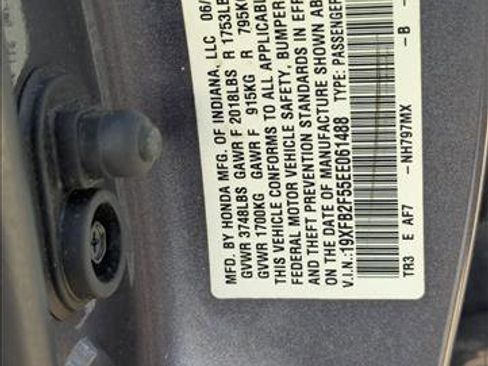 MFD. BY HONDA MFG. OF INDIANA, LLC 06/
GVWR 3748LBS GAWR F 2018LBS R 1753LB
GVWR 1700KG GAWR F 915KG R 795KG
THIS VEHICLE CONFORMS TO ALL APPLICABL
FEDERAL MOTOR VEHICLE SAFETY, BUMPER
AND THEFT PREVENTION STANDARDS IN EFF
ON THE DATE OF MANUFACTURE SHOWN AB
V.I.N.: 19XFB2F55EE061488 TYPE: PASSENGER
TR3 E AF7 - NH797MX - B -